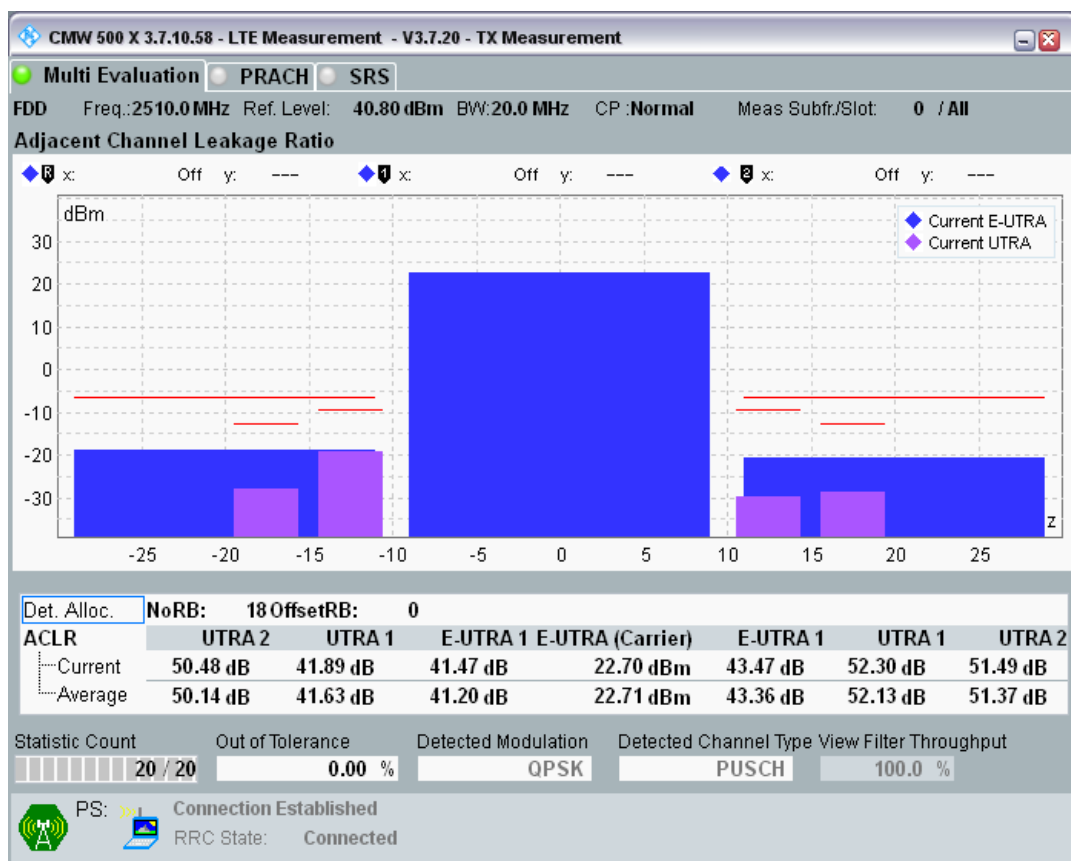 CMW 500 X 3.7.10.58 - LTE Measurement - V3.7.20 - TX Measurement
Multi Evaluation PRACH SRS
FDD Freq.:2510.0 MHz Ref. Level: 40.80 dBm BW:20.0 MHz CP :Normal Meas Subfr./Slot: 0 / All
Adjacent Channel Leakage Ratio
R x: Off y: --- 1 x: Off y: --- 2 x: Off y: ---
dBm
Current E-UTRA
Current UTRA
30
20
10
0
-10
-20
-30
z
-25 -20 -15 -10 -5 0 5 10 15 20 25
Det. Alloc. NoRB: 18 OffsetRB: 0
ACLR UTRA 2 UTRA 1 E-UTRA 1 E-UTRA (Carrier) E-UTRA 1 UTRA 1 UTRA 2
Current 50.48 dB 41.89 dB 41.47 dB 22.70 dBm 43.47 dB 52.30 dB 51.49 dB
Average 50.14 dB 41.63 dB 41.20 dB 22.71 dBm 43.36 dB 52.13 dB 51.37 dB
Statistic Count Out of Tolerance Detected Modulation Detected Channel Type View Filter Throughput
20 / 20 0.00 % QPSK PUSCH 100.0 %
PS: Connection Established
RRC State: Connected